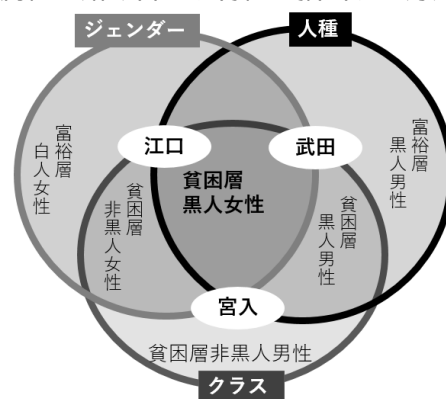 ジェンダー
人種
富裕層
白人女性
江口
武田
富裕層
黒人男性
貧困層
黒人女性
貧困層
非黒人女性
貧困層
黒人男性
宮入
貧困層非黒人男性
クラス